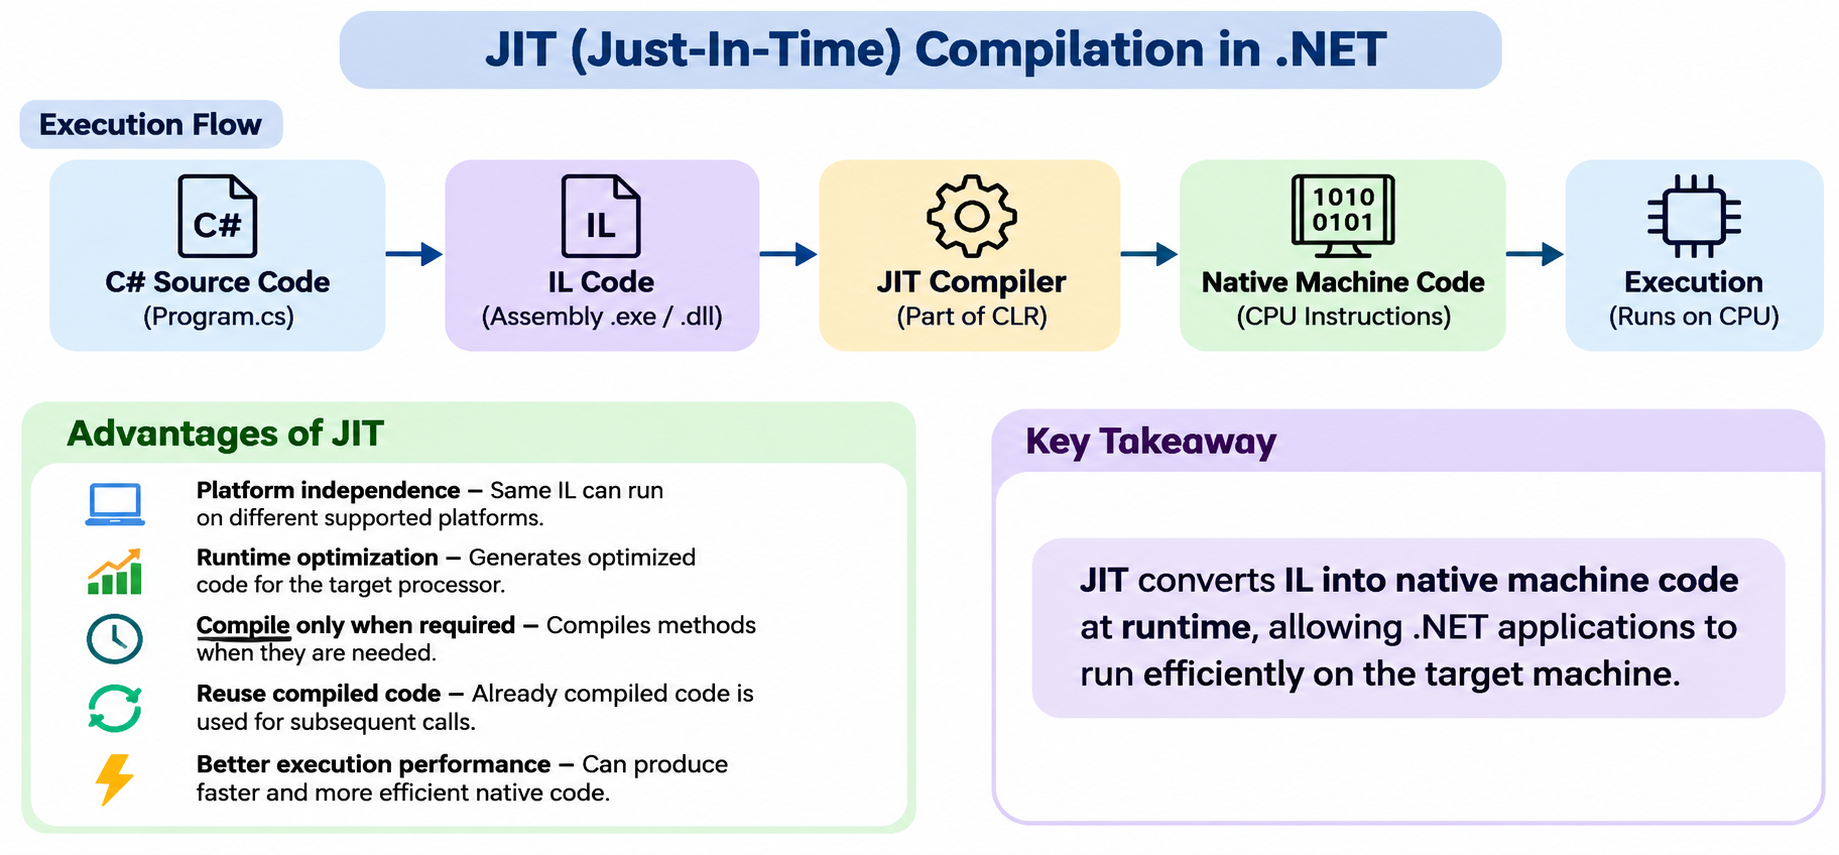 JIT (Just-In-Time) Compilation in .NET
Execution Flow
C#
C# Source Code
(Program.cs)
IL
IL Code
(Assembly .exe / .dll)
JIT Compiler
(Part of CLR)
1010
0101
Native Machine Code
(CPU Instructions)
Execution
(Runs on CPU)
Advantages of JIT
Platform independence – Same IL can run
on different supported platforms.
Runtime optimization – Generates optimized
code for the target processor.
Compile only when required – Compiles methods
when they are needed.
Reuse compiled code – Already compiled code is
used for subsequent calls.
Better execution performance – Can produce
faster and more efficient native code.
Key Takeaway
JIT converts IL into native machine code
at runtime, allowing .NET applications to
run efficiently on the target machine.